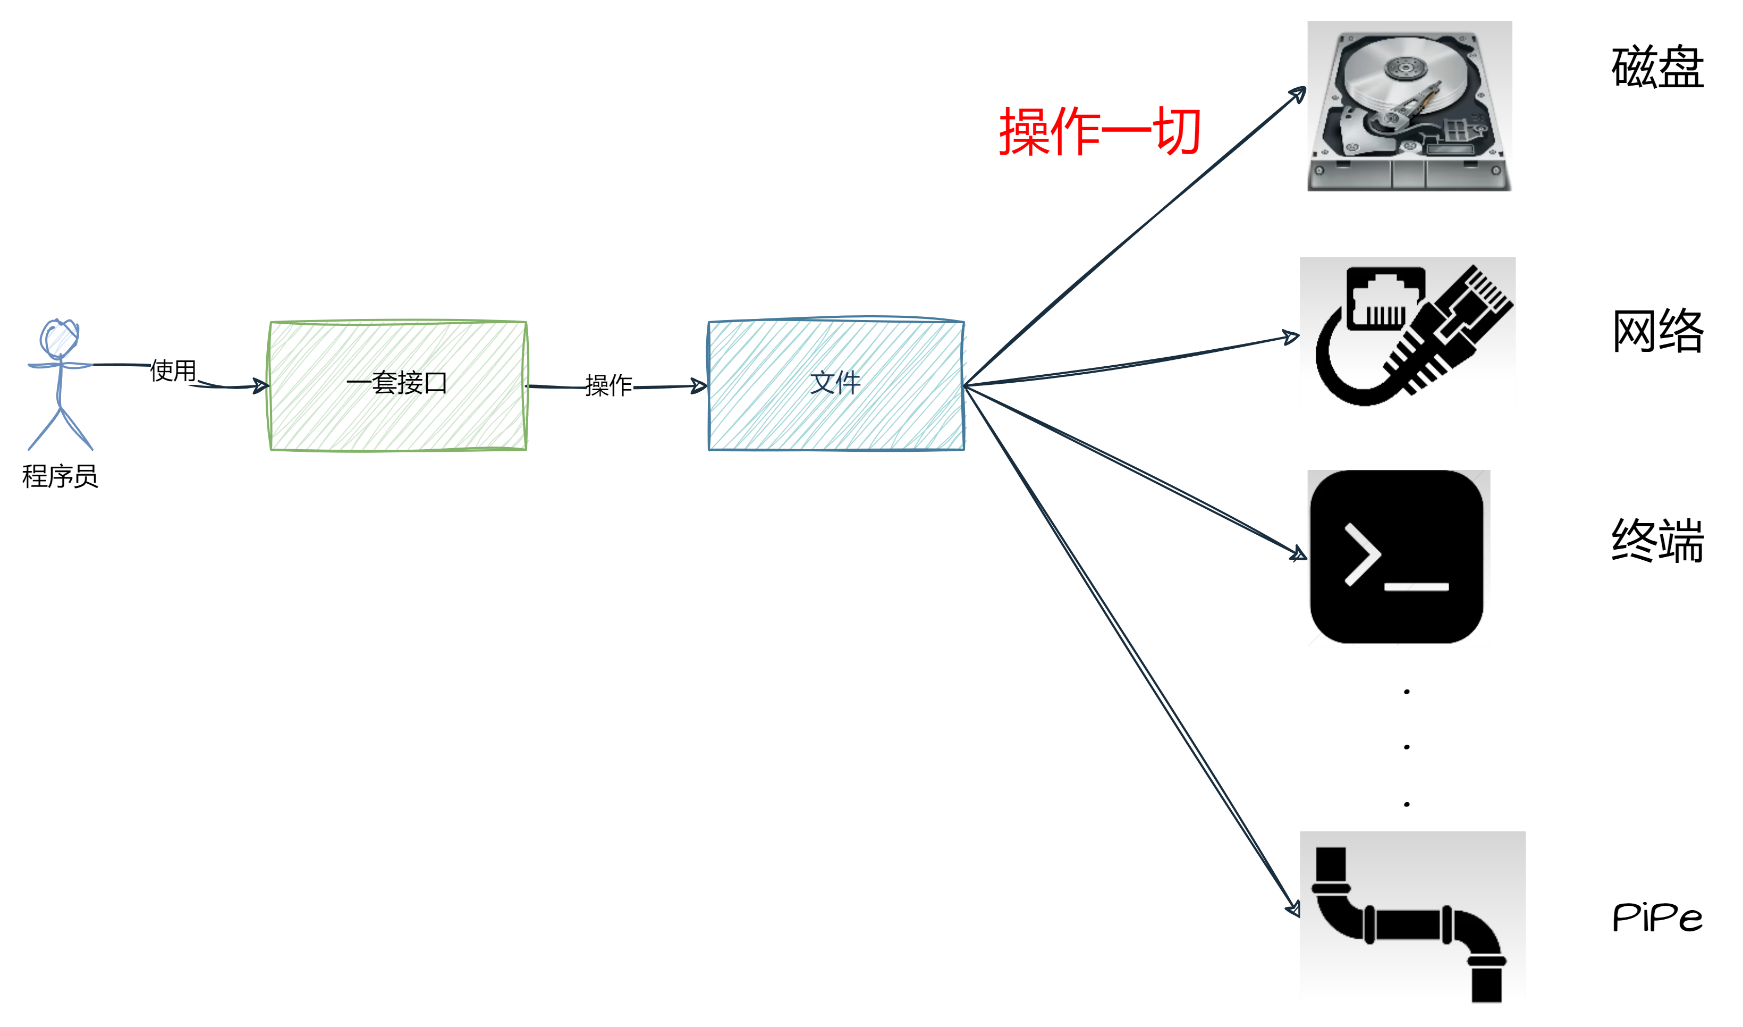 磁盘
操作一切
网络
使用
一套接口
操作
文件
程序员
终端
.
.
.
PiPe